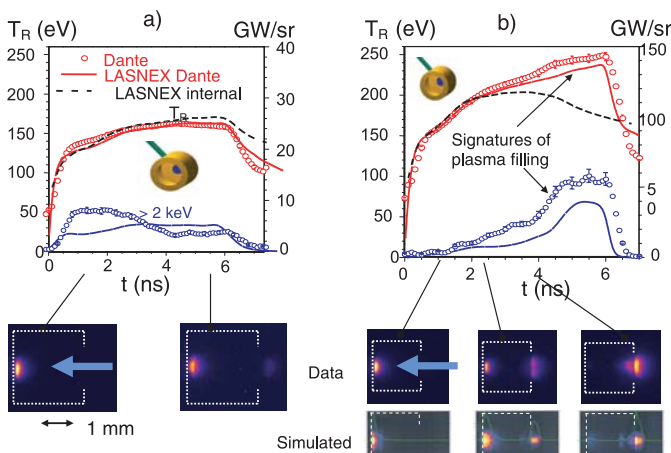 a)
T_R (eV)
GW/sr
Dante
LASNEX Dante
LASNEX internal
250
200
150
100
50
0
40
30
20
10
0
T_R
> 2 keV
0
2
4
6
t (ns)
b)
T_R (eV)
GW/sr
250
200
150
100
50
0
150
100
5
0
0
Signatures of
plasma filling
0
2
4
6
t (ns)
Data
1 mm
Simulated